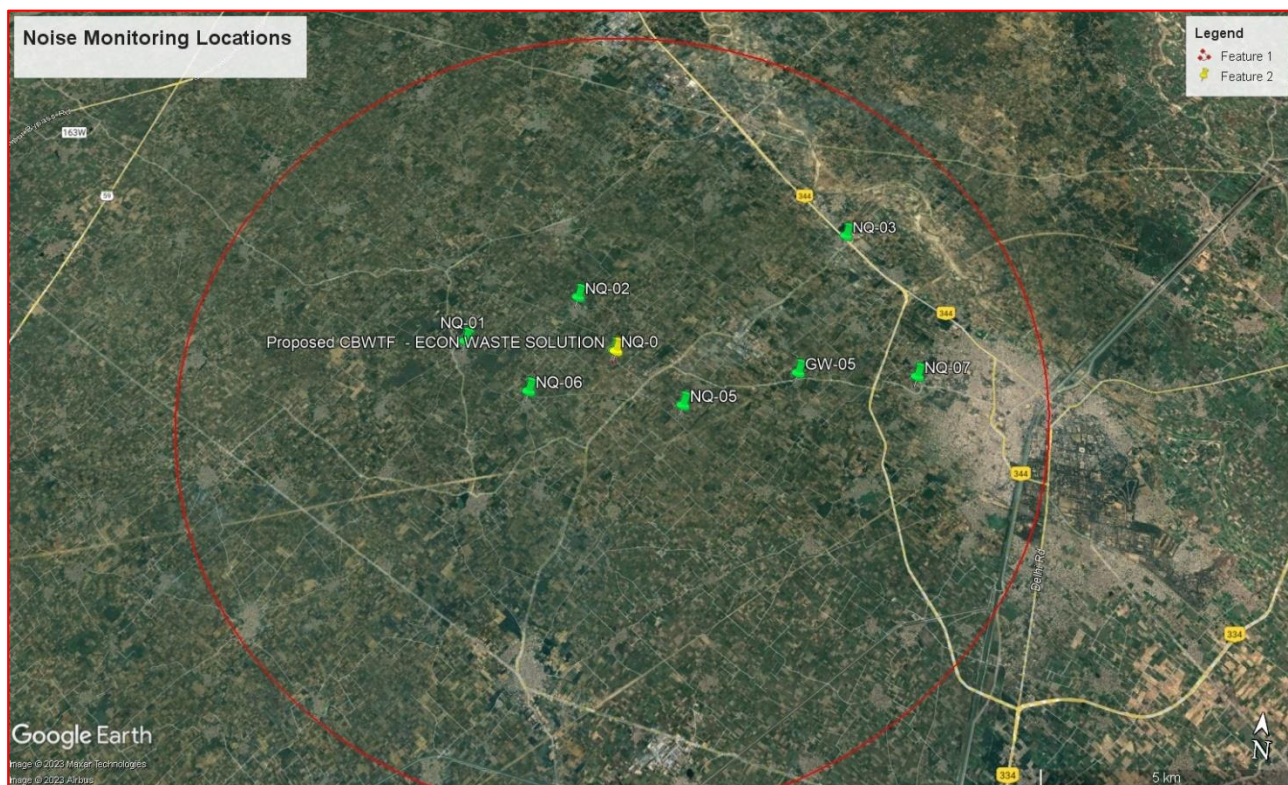 Noise Monitoring Locations
Legend
Feature 1
Feature 2
163W
344
NQ-03
NQ-02
NQ-01
Proposed CBWTF - ECON WASTE SOLUTION
NQ-0
344
GW-05
NQ-07
NQ-06
NQ-05
344
Delhi Rd
334
Google Earth
Image © 2023 Maxar Technologies
Image © 2023 Airbus
N
334
5 km